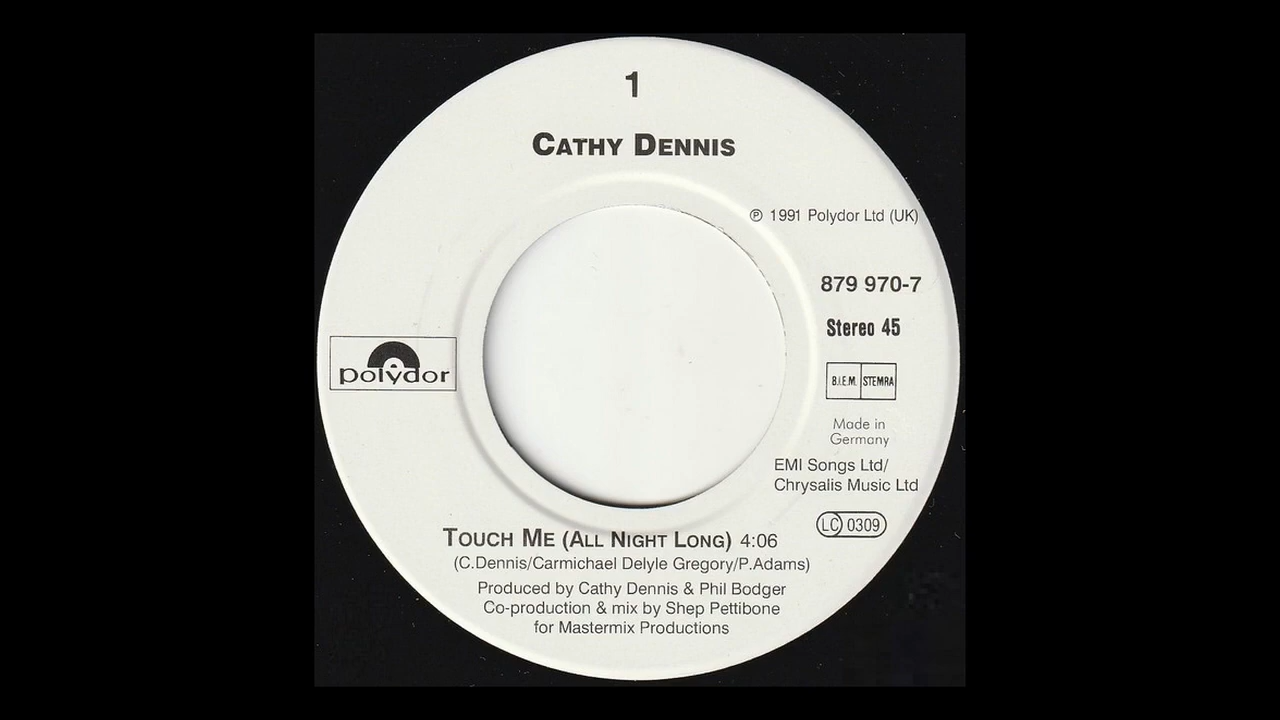 1
CATHY DENNIS
℗ 1991 Polydor Ltd (UK)
879 970-7
Stereo 45
polydor
B.I.E.M. STEMRA
Made in
Germany
EMI Songs Ltd/
Chrysalis Music Ltd
LC 0309
TOUCH ME (ALL NIGHT LONG) 4:06
(C.Dennis/Carmichael Delyle Gregory/P.Adams)
Produced by Cathy Dennis & Phil Bodger
Co-production & mix by Shep Pettibone
for Mastermix Productions